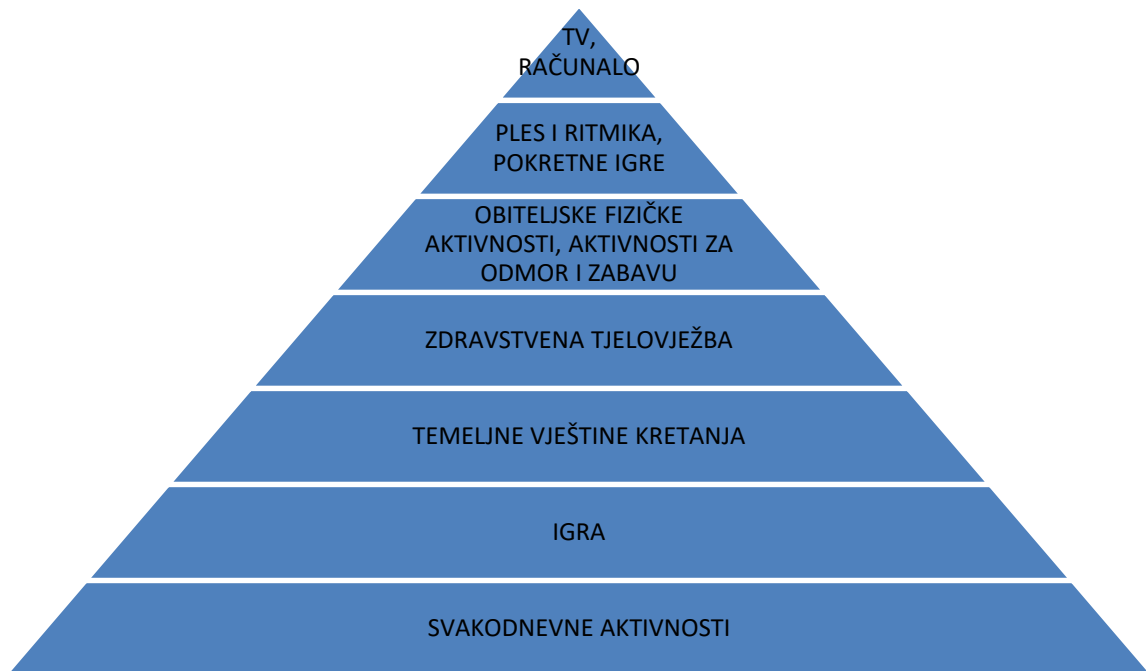 TV,
RAČUNALO
PLES I RITMIKA,
POKRETNE IGRE
OBITELJSKE FIZIČKE
AKTIVNOSTI, AKTIVNOSTI ZA
ODMOR I ZABAVU
ZDRAVSTVENA TJELOVJEŽBA
TEMELJNE VJEŠTINE KRETANJA
IGRA
SVAKODNEVNE AKTIVNOSTI